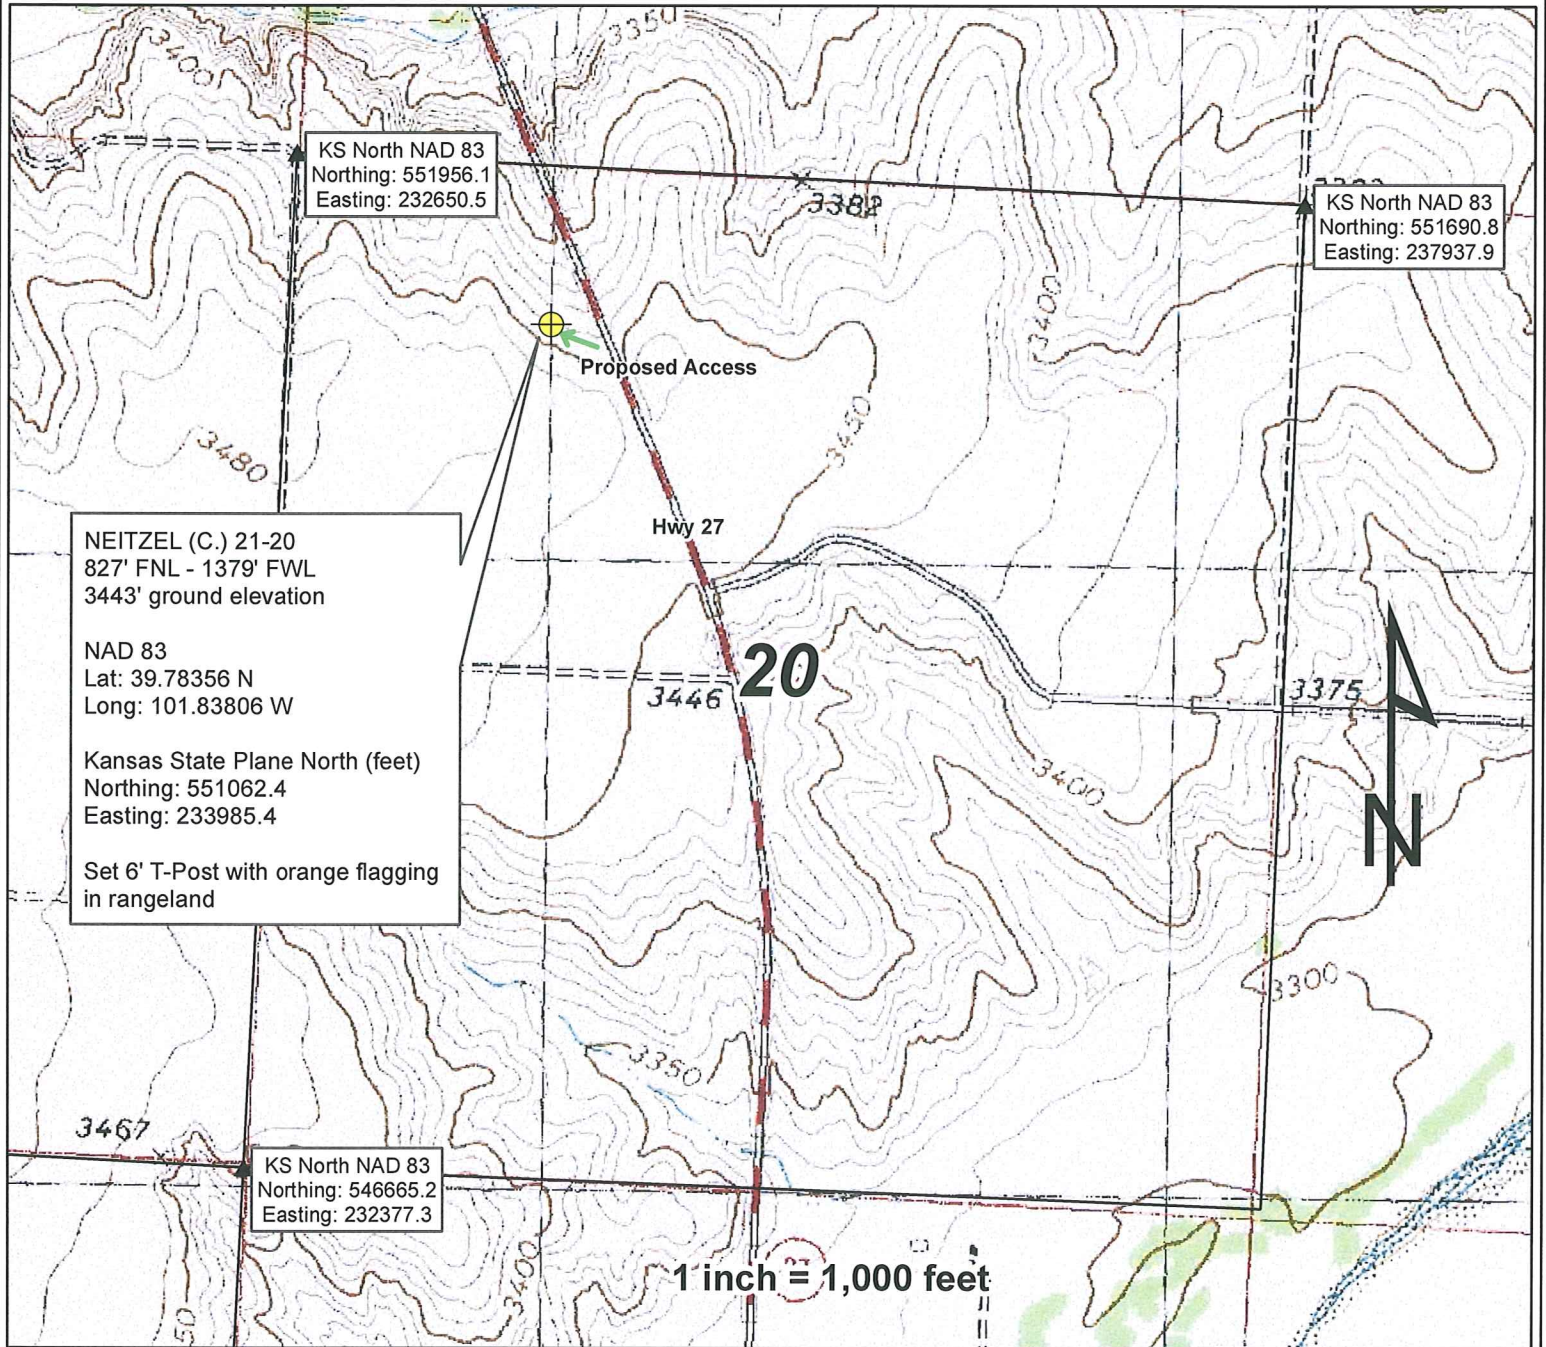 3400
3350
KS North NAD 83
Northing: 551956.1
Easting: 232650.5
3382
KS North NAD 83
Northing: 551690.8
Easting: 237937.9
3400
Proposed Access
3450
3480
Hwy 27
NEITZEL (C.) 21-20
827' FNL - 1379' FWL
3443' ground elevation
NAD 83
Lat: 39.78356 N
Long: 101.83806 W
Kansas State Plane North (feet)
Northing: 551062.4
Easting: 233985.4
Set 6' T-Post with orange flagging
in rangeland
20
3446
3375
3400
N
3300
3350
3467
KS North NAD 83
Northing: 546665.2
Easting: 232377.3
3400
50
1 inch = 1,000 feet